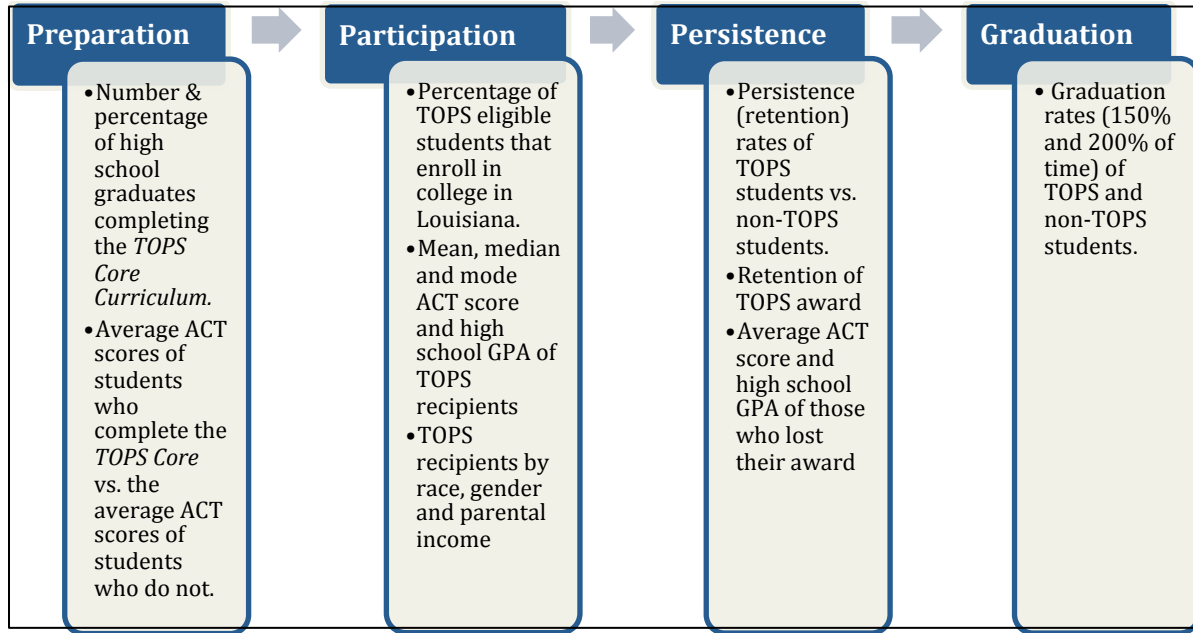 Preparation
•Number &
percentage
of high
school
graduates
completing
the TOPS
Core
Curriculum.
•Average ACT
scores of
students
who
complete the
TOPS Core
vs. the
average ACT
scores of
students
who do not.
Participation
•Percentage of
TOPS eligible
students that
enroll in
college in
Louisiana.
•Mean, median
and mode
ACT score
and high
school GPA of
TOPS
recipients
•TOPS
recipients by
race, gender
and parental
income
Persistence
•Persistence
(retention)
rates of
TOPS
students vs.
non-TOPS
students.
•Retention of
TOPS award
•Average ACT
score and
high school
GPA of those
who lost
their award
Graduation
• Graduation
rates (150%
and 200% of
time) of
TOPS and
non-TOPS
students.